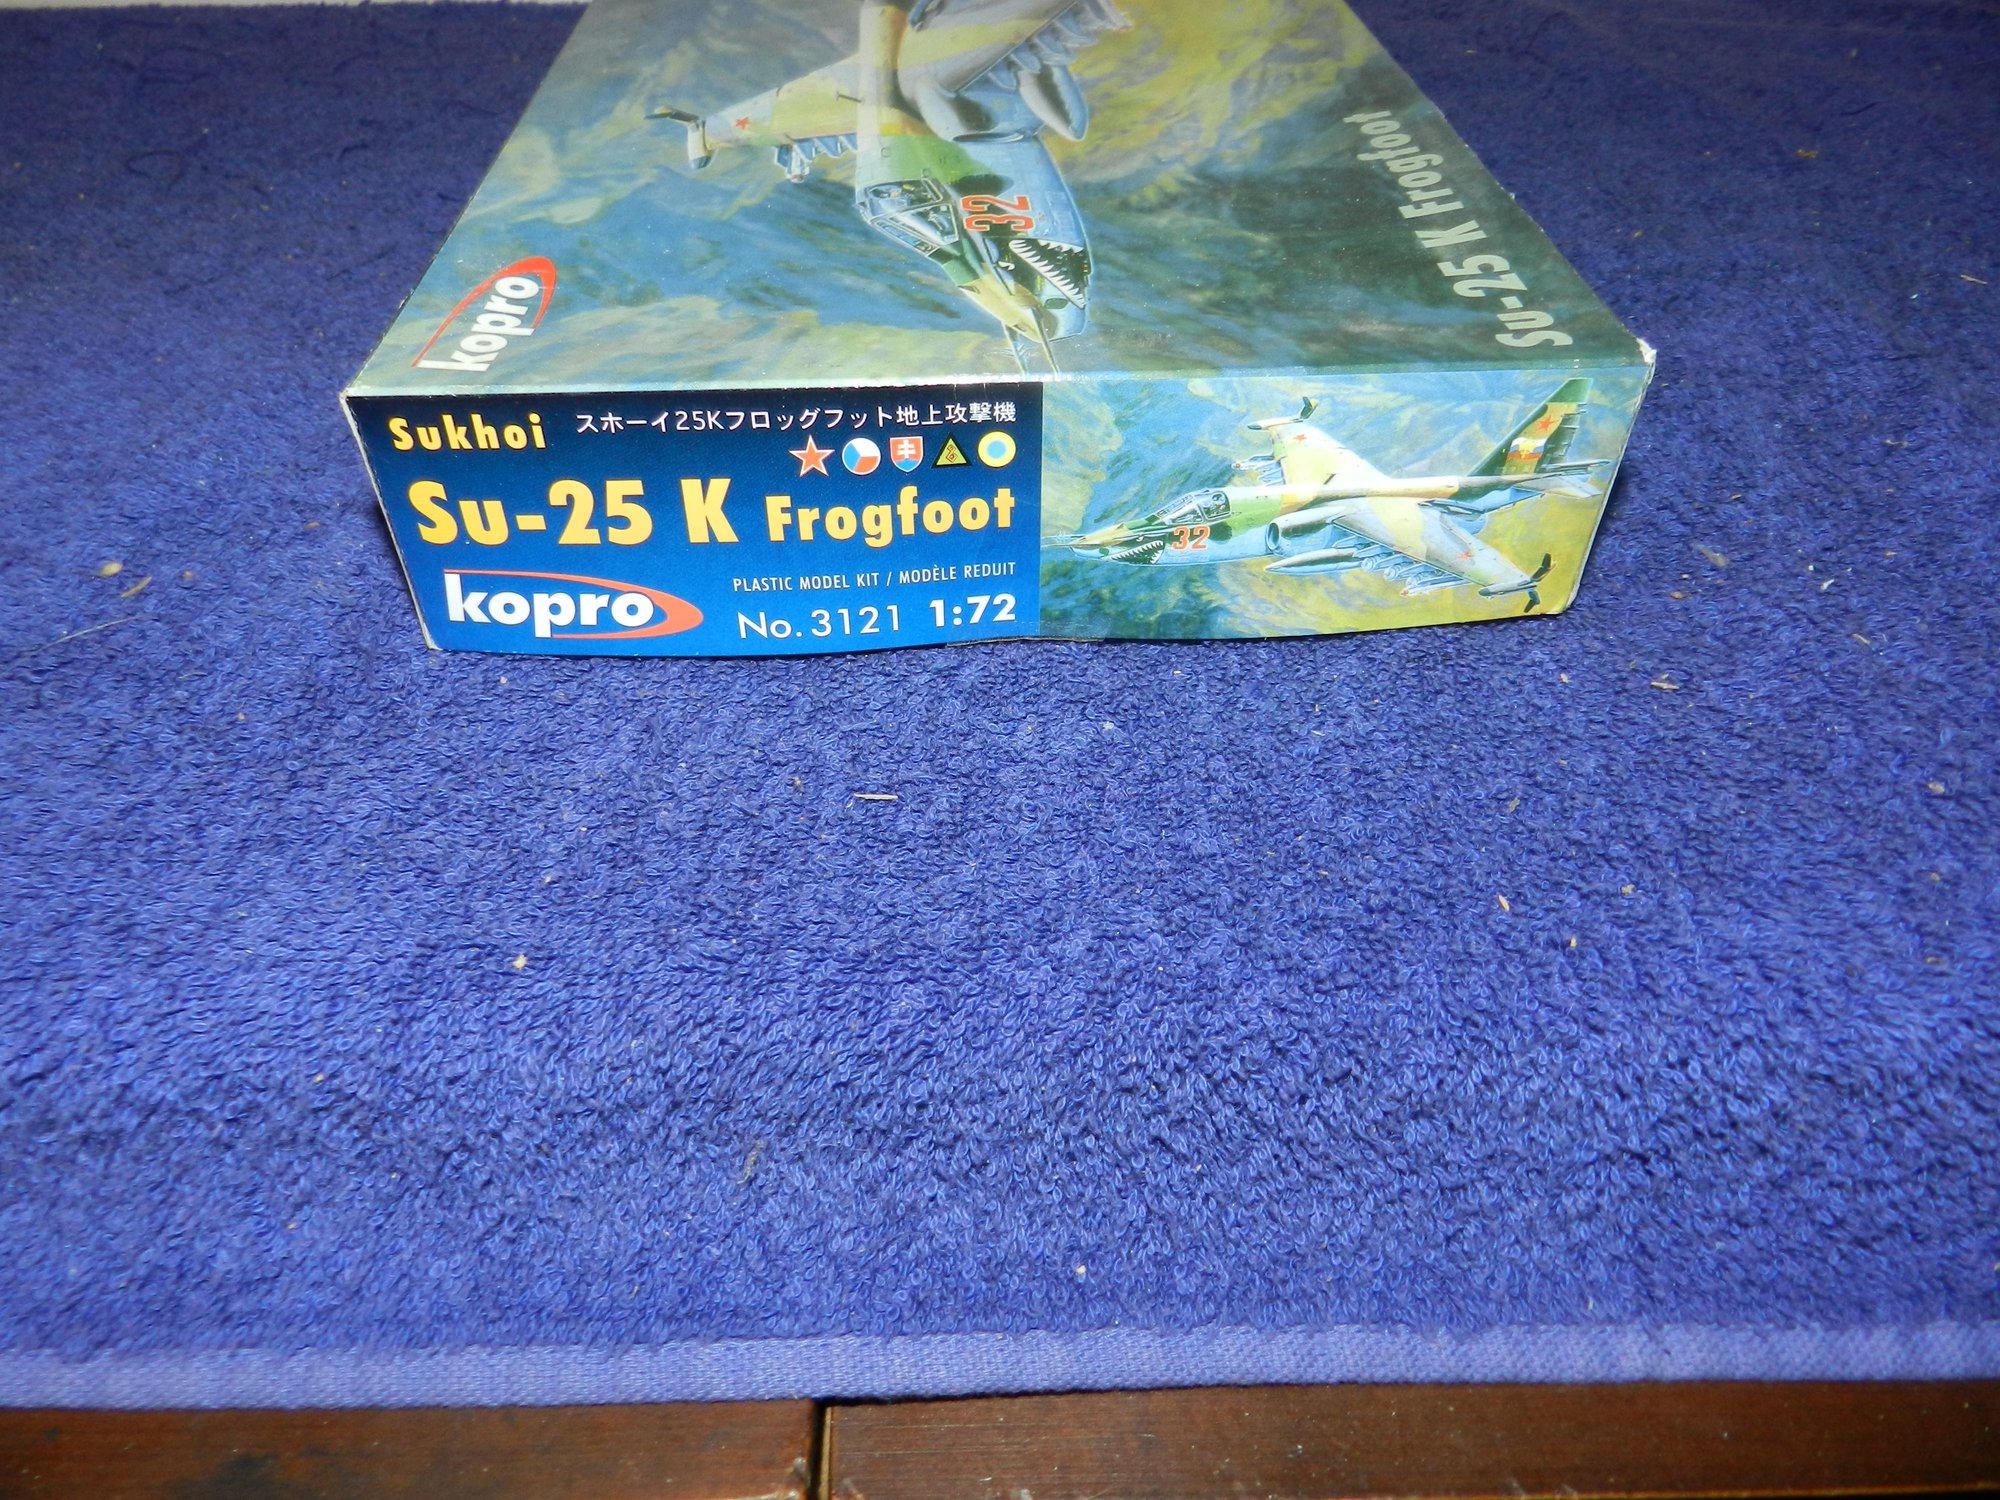 32
kopro
Su-25 K Frogfoot
Sukhoi
スホーイ25Kフロッグフット地上攻撃機
Su-25 K Frogfoot
kopro
PLASTIC MODEL KIT / MODÈLE REDUIT
No. 3121 1:72
32